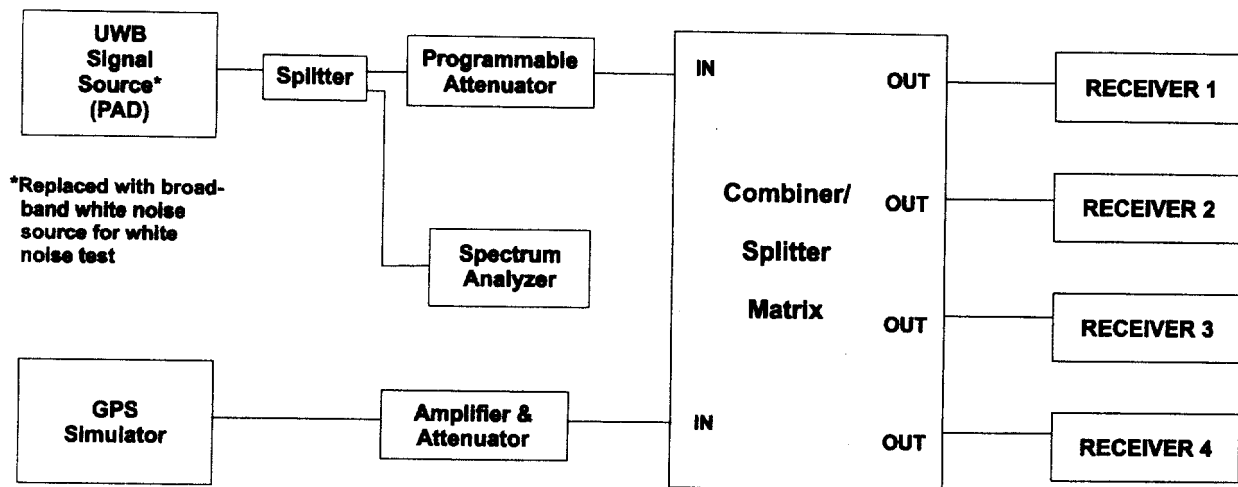 UWB
Signal
Source*
(PAD)
Splitter
Programmable
Attenuator
IN
OUT
RECEIVER 1
*Replaced with broad-
band white noise
source for white
noise test
Spectrum
Analyzer
Combiner/
Splitter
Matrix
OUT
RECEIVER 2
OUT
RECEIVER 3
GPS
Simulator
Amplifier &
Attenuator
IN
OUT
RECEIVER 4